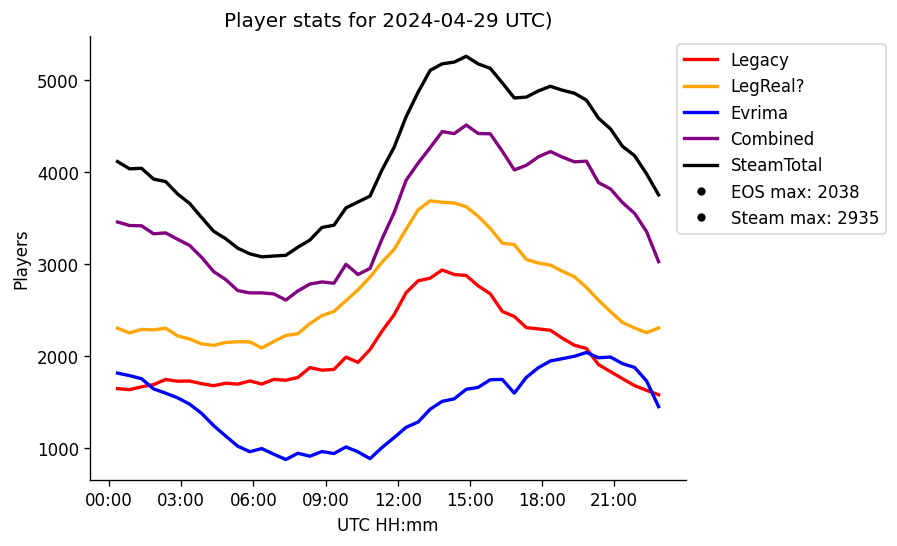 Player stats for 2024-04-29 UTC)
Legacy
LegReal?
Evrima
Combined
SteamTotal
EOS max: 2038
Steam max: 2935
5000
4000
3000
2000
1000
Players
00:00 03:00 06:00 09:00 12:00 15:00 18:00 21:00
UTC HH:mm